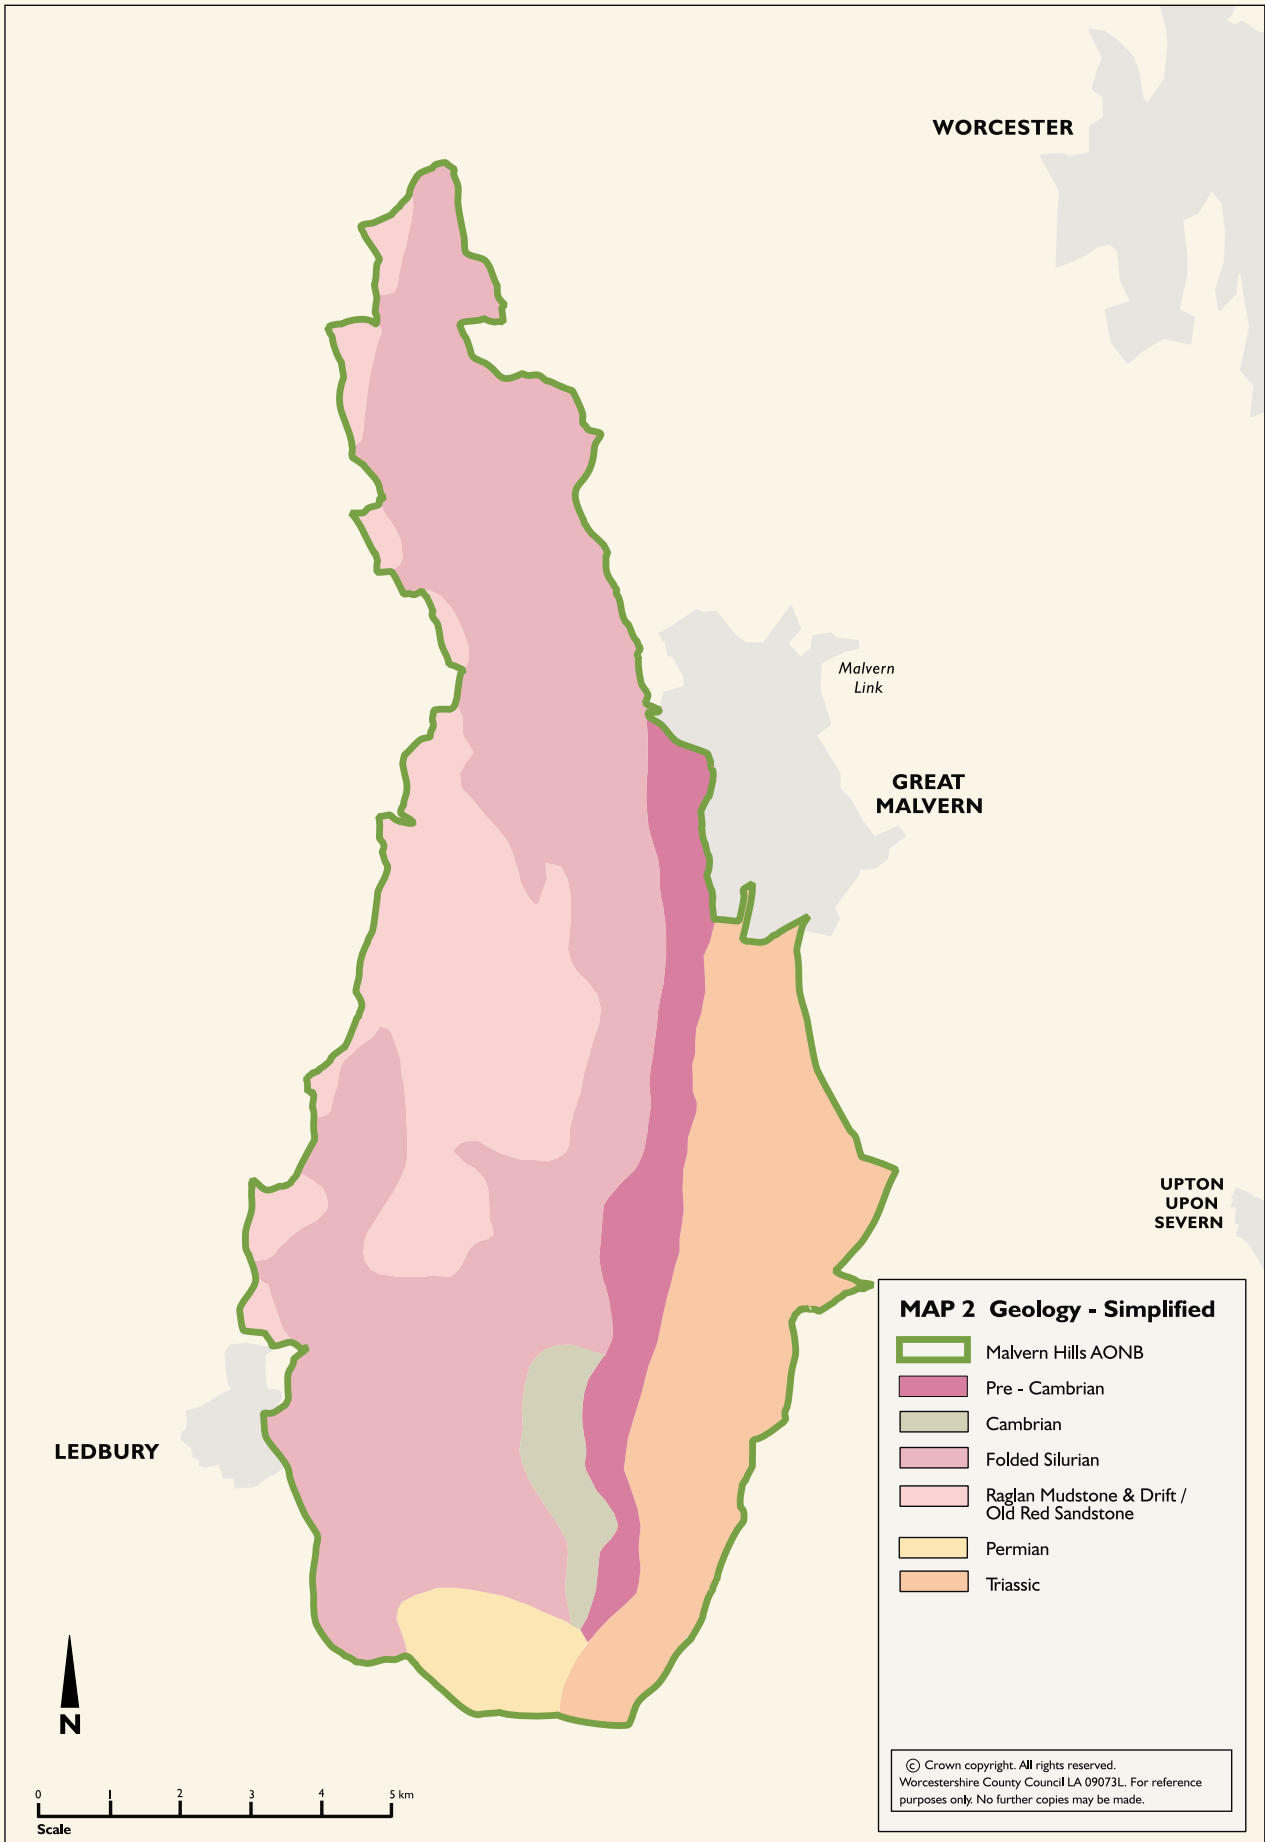 WORCESTER
Malvern
Link
GREAT
MALVERN
UPTON
UPON
SEVERN
LEDBURY
MAP 2 Geology - Simplified
Malvern Hills AONB
Pre - Cambrian
Cambrian
Folded Silurian
Raglan Mudstone & Drift /
Old Red Sandstone
Permian
Triassic
© Crown copyright. All rights reserved.
Worcestershire County Council LA 09073L. For reference
purposes only. No further copies may be made.
N
0 1 2 3 4 5 km
Scale